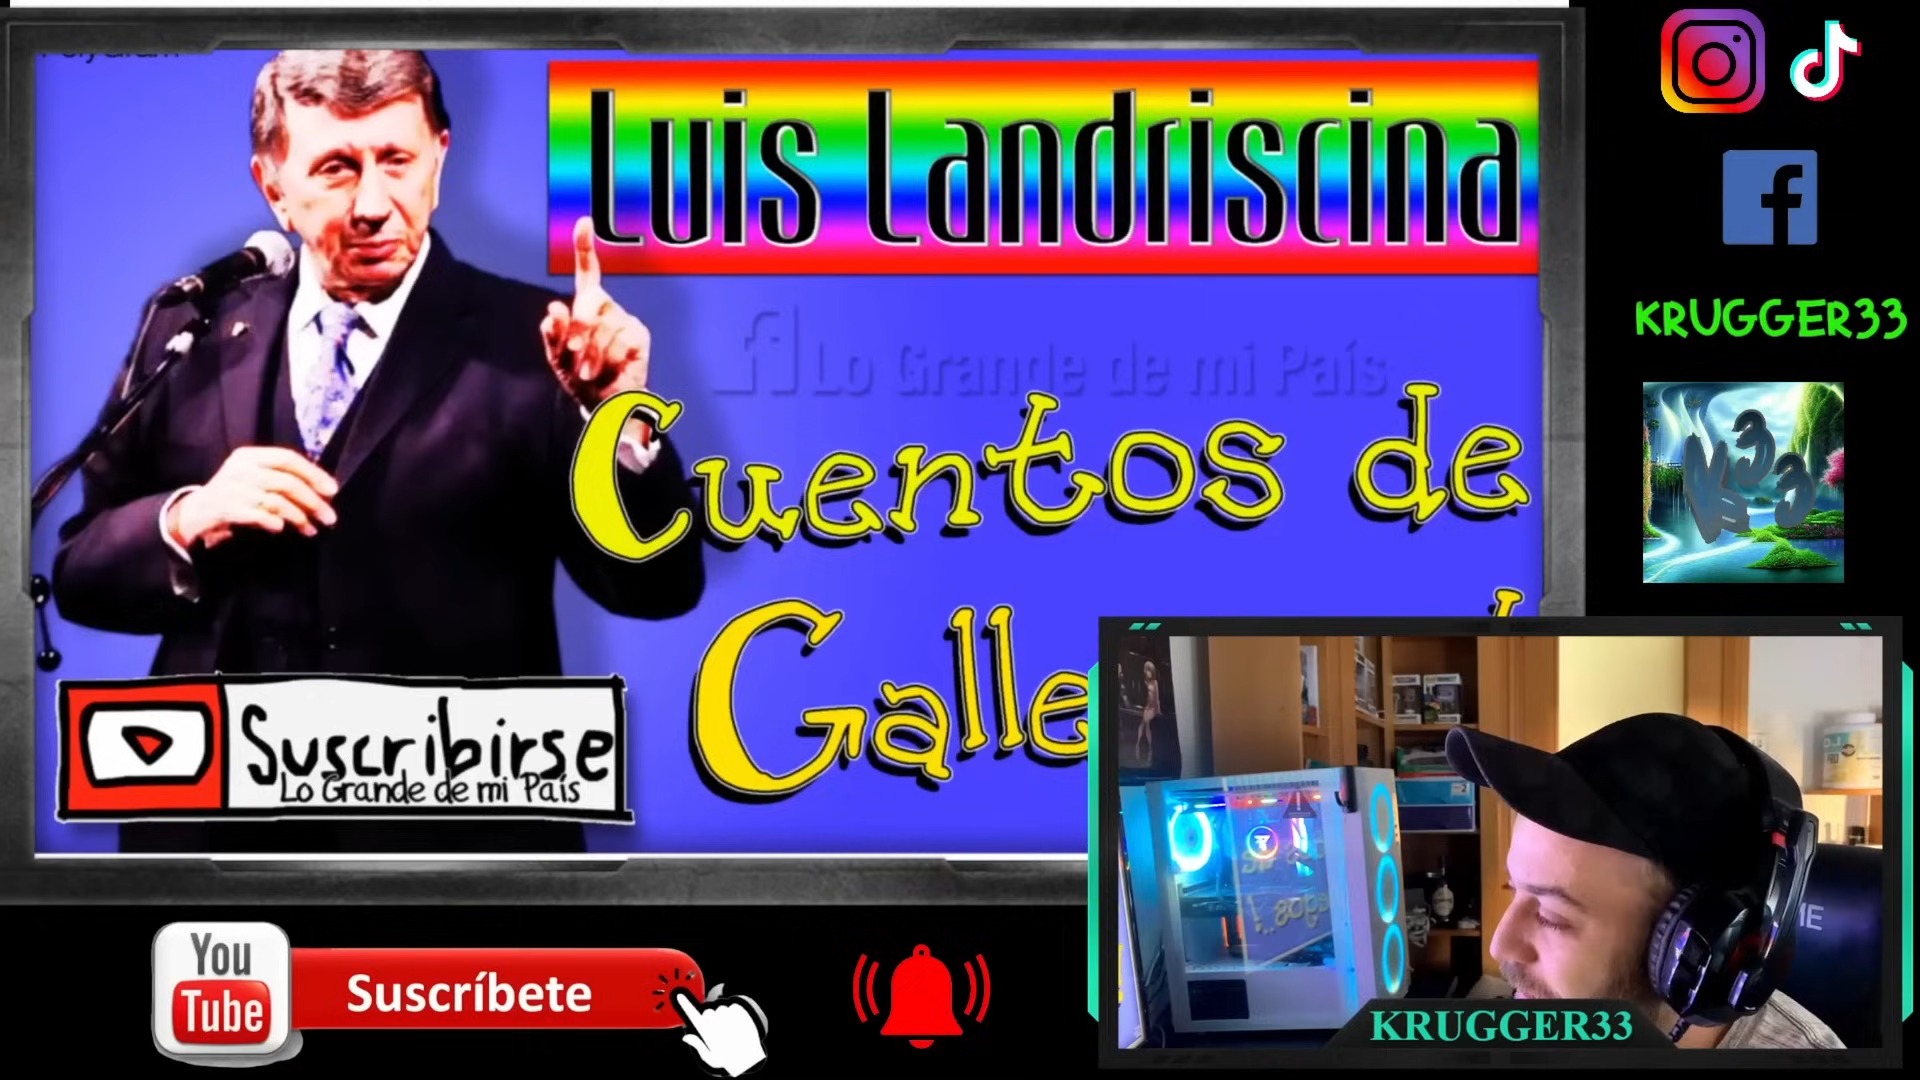 Luis Landriscina
Lo Grande de mi País
Cuentos de
Galle
Suscribirse
Lo Grande de mi País
KRUGGER33
K33
You
Tube
Suscríbete
KRUGGER33